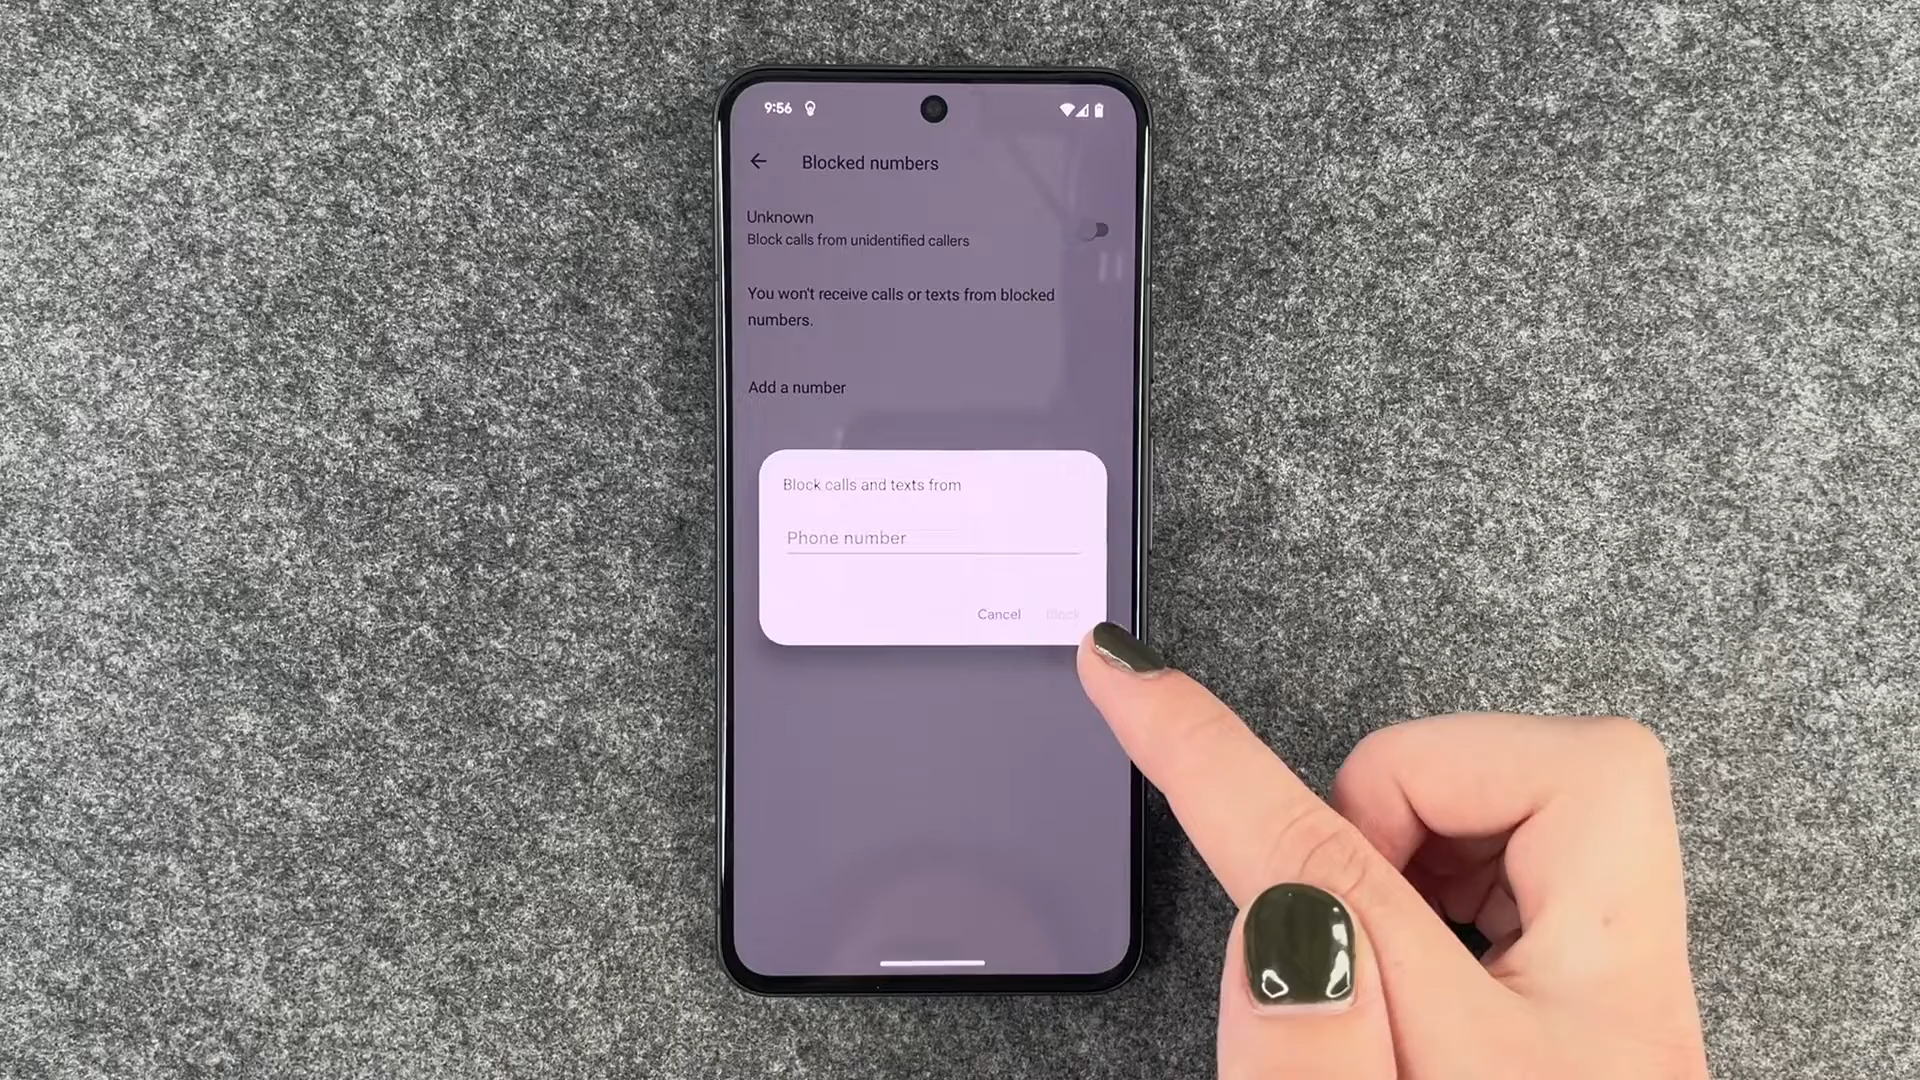 9:56
Blocked numbers
Unknown
Block calls from unidentified callers
You won't receive calls or texts from blocked
numbers.
Add a number
Block calls and texts from
Phone number
Cancel Block